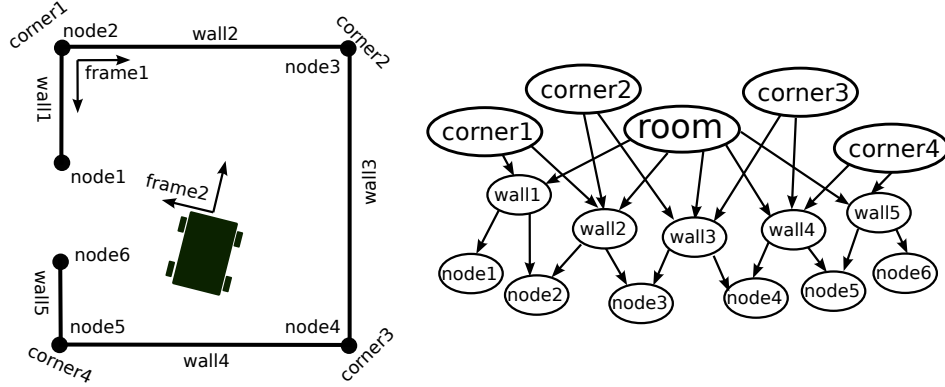 corner1
node2
wall2
corner2
frame1
node3
wall1
node1
wall3
frame2
node6
wall5
node5
node4
corner4
wall4
corner3
corner1
corner2
room
corner3
corner4
wall1
wall2
wall3
wall4
wall5
node1
node2
node3
node4
node5
node6